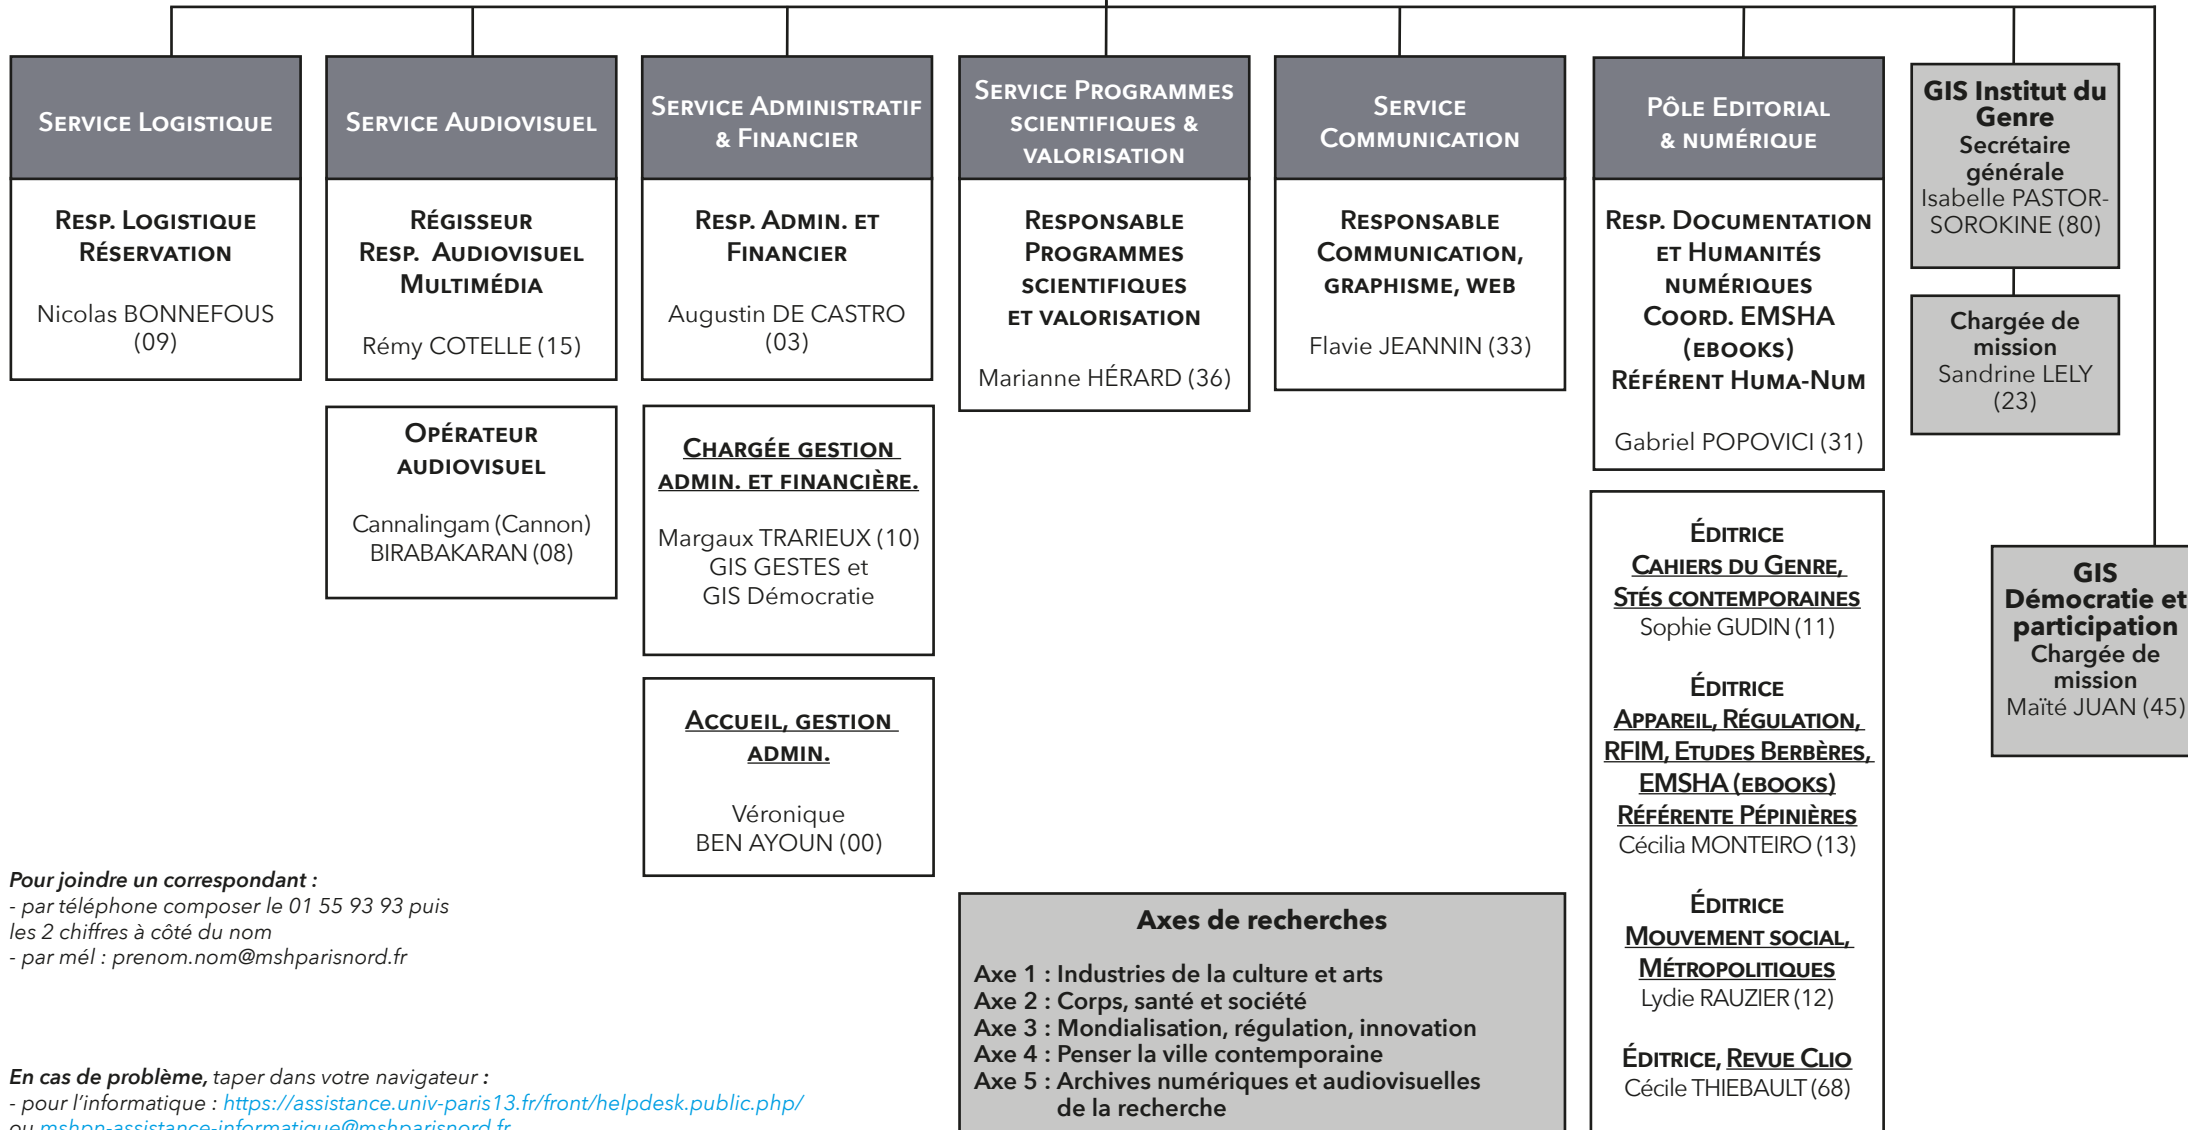 SERVICE LOGISTIQUE
RESP. LOGISTIQUE
RÉSERVATION
Nicolas BONNEFOUS
(09)
SERVICE AUDIOVISUEL
RÉGISSEUR
RESP. AUDIOVISUEL
MULTIMÉDIA
Rémy COTELLE (15)
OPÉRATEUR
AUDIOVISUEL
Cannalingam (Cannon)
BIRABAKARAN (08)
SERVICE ADMINISTRATIF
& FINANCIER
RESP. ADMIN. ET
FINANCIER
Augustin DE CASTRO
(03)
CHARGÉE GESTION
ADMIN. ET FINANCIÈRE.
Margaux TRARIEUX (10)
GIS GESTES et
GIS Démocratie
ACCUEIL, GESTION
ADMIN.
Véronique
BEN AYOUN (00)
SERVICE PROGRAMMES
SCIENTIFIQUES &
VALORISATION
RESPONSABLE
PROGRAMMES
SCIENTIFIQUES
ET VALORISATION
Marianne HÉRARD (36)
SERVICE
COMMUNICATION
RESPONSABLE
COMMUNICATION,
GRAPHISME, WEB
Flavie JEANNIN (33)
PÔLE EDITORIAL
& NUMÉRIQUE
RESP. DOCUMENTATION
ET HUMANITÉS
NUMÉRIQUES
COORD. EMSHA
(EBOOKS)
RÉFÉRENT HUMA-NUM
Gabriel POPOVICI (31)
ÉDITRICE
CAHIERS DU GENRE,
STÉS CONTEMPORAINES
Sophie GUDIN (11)
ÉDITRICE
APPAREIL, RÉGULATION,
RFIM, ETUDES BERBÈRES,
EMSHA (EBOOKS)
RÉFÉRENTE PÉPINIÈRES
Cécilia MONTEIRO (13)
ÉDITRICE
MOUVEMENT SOCIAL,
MÉTROPOLITIQUES
Lydie RAUZIER (12)
ÉDITRICE, REVUE CLIO
Cécile THIEBAULT (68)
GIS Institut du
Genre
Secrétaire
générale
Isabelle PASTOR-
SOROKINE (80)
Chargée de
mission
Sandrine LELY
(23)
GIS
Démocratie et
participation
Chargée de
mission
Maïté JUAN (45)
Pour joindre un correspondant :
- par téléphone composer le 01 55 93 93 puis
les 2 chiffres à côté du nom
- par mél : prenom.nom@mshparisnord.fr
En cas de problème, taper dans votre navigateur :
- pour l'informatique : https://assistance.univ-paris13.fr/front/helpdesk.public.php/
ou mshpn-assistance-informatique@mshparisnord.fr
Axes de recherches
Axe 1 : Industries de la culture et arts
Axe 2 : Corps, santé et société
Axe 3 : Mondialisation, régulation, innovation
Axe 4 : Penser la ville contemporaine
Axe 5 : Archives numériques et audiovisuelles
de la recherche